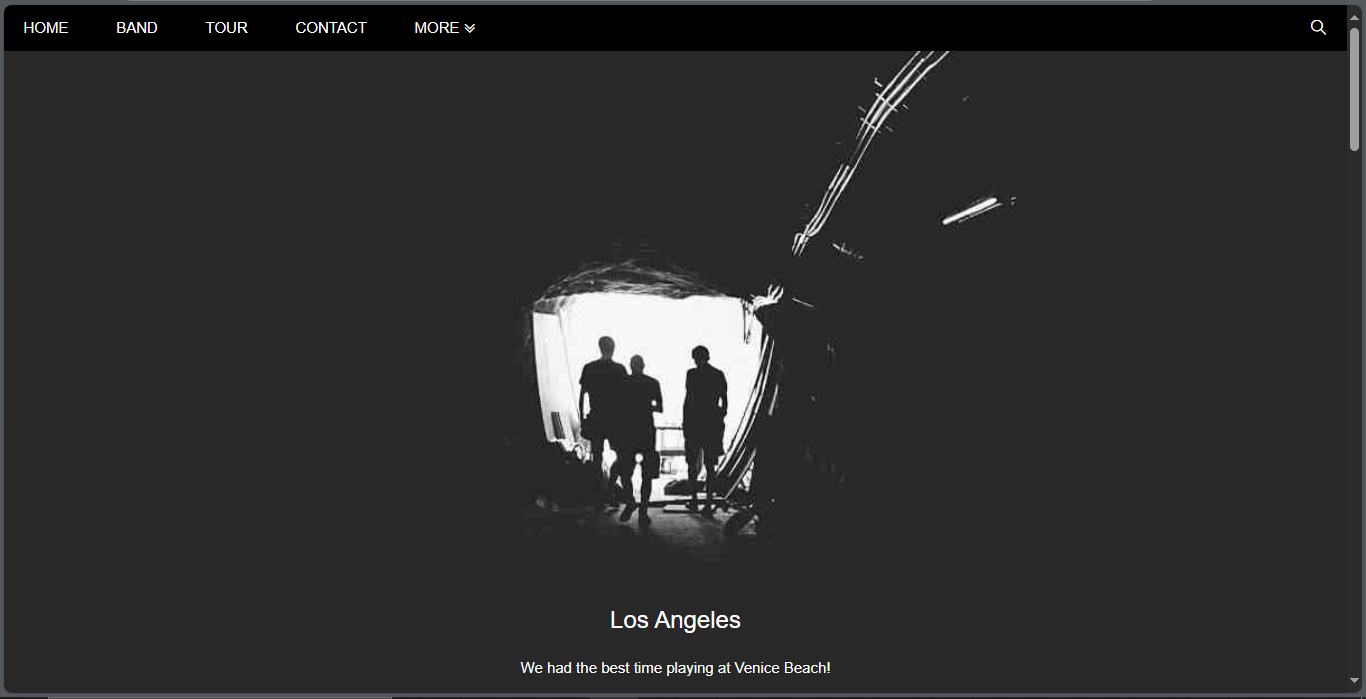 HOME BAND TOUR CONTACT MORE
Los Angeles
We had the best time playing at Venice Beach!